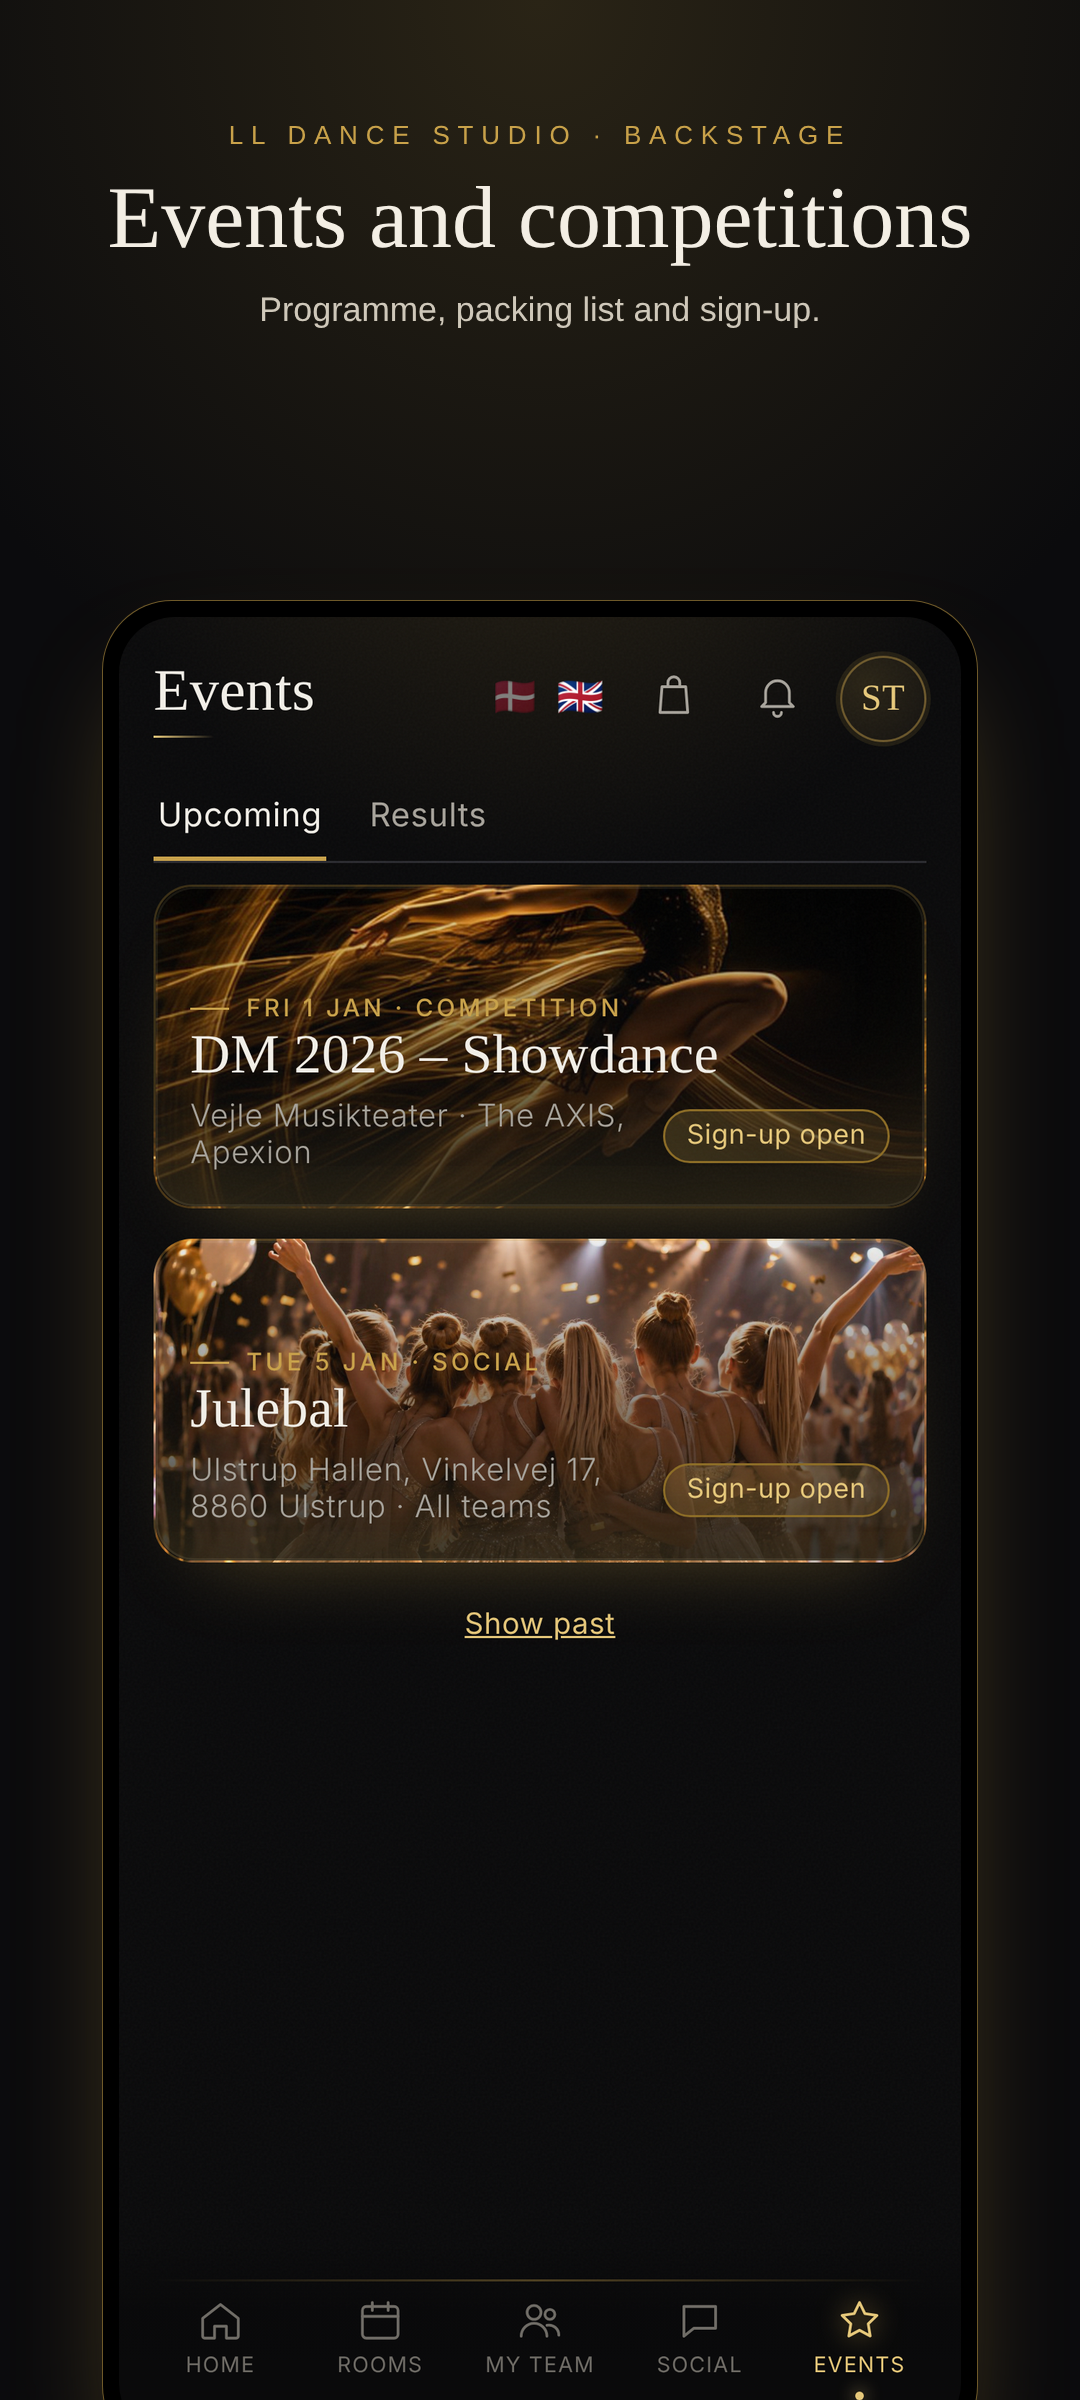 LL DANCE STUDIO · BACKSTAGE
Events and competitions
Programme, packing list and sign-up.
Events
ST
Upcoming
Results
FRI 1 JAN · COMPETITION
DM 2026 – Showdance
Vejle Musikteater · The AXIS,
Apexion
Sign-up open
TUE 5 JAN · SOCIAL
Julebal
Ulstrup Hallen, Vinkelvej 17,
8860 Ulstrup · All teams
Sign-up open
Show past
HOME
ROOMS
MY TEAM
SOCIAL
EVENTS